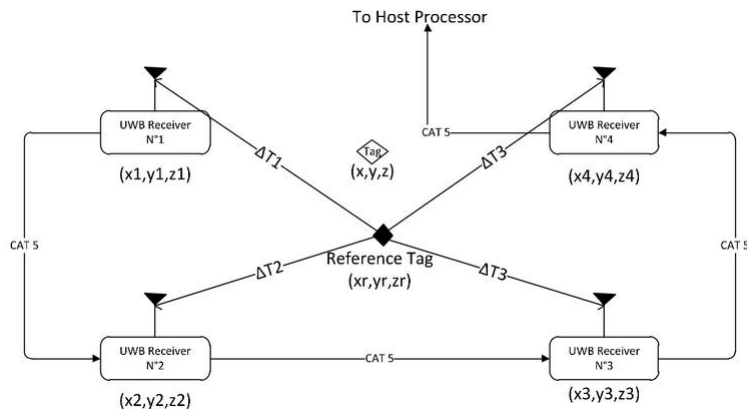 To Host Processor
UWB Receiver
N°1
(x1,y1,z1)
ΔT1
Tag
(x,y,z)
ΔT3
CAT 5
UWB Receiver
N°4
(x4,y4,z4)
CAT 5
CAT 5
ΔT2
Reference Tag
(xr,yr,zr)
ΔT3
UWB Receiver
N°2
(x2,y2,z2)
CAT 5
UWB Receiver
N°3
(x3,y3,z3)